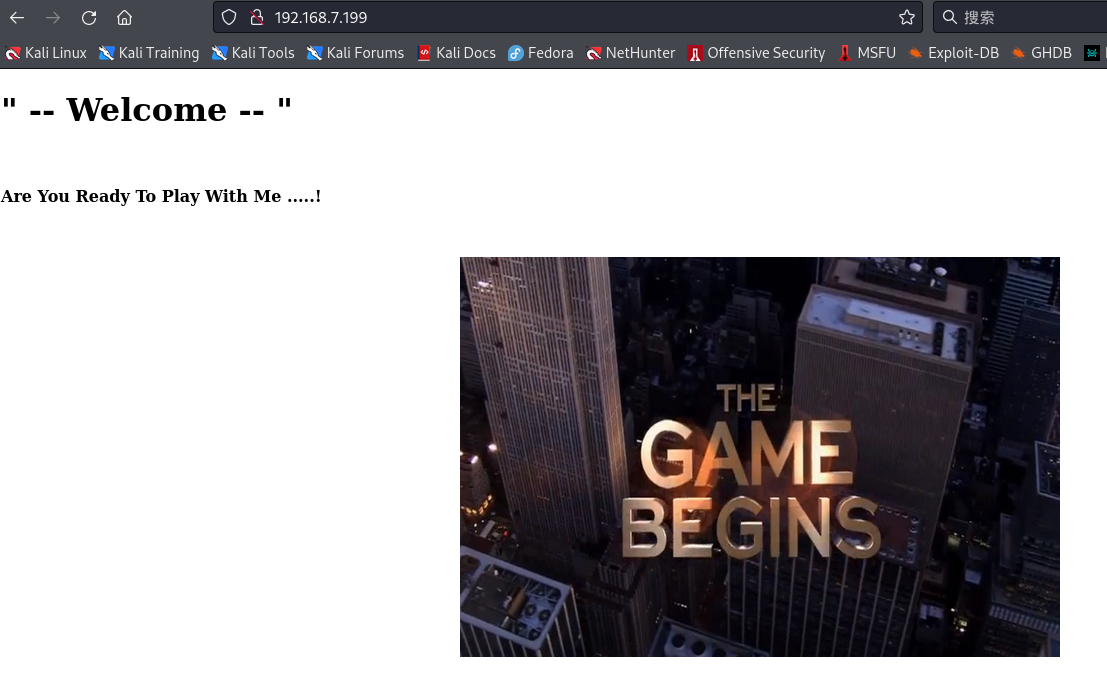 192.168.7.199
搜索
Kali Linux Kali Training Kali Tools Kali Forums Kali Docs Fedora NetHunter Offensive Security MSFU Exploit-DB GHDB
" -- Welcome -- "
Are You Ready To Play With Me .....!
THE
GAME
BEGINS